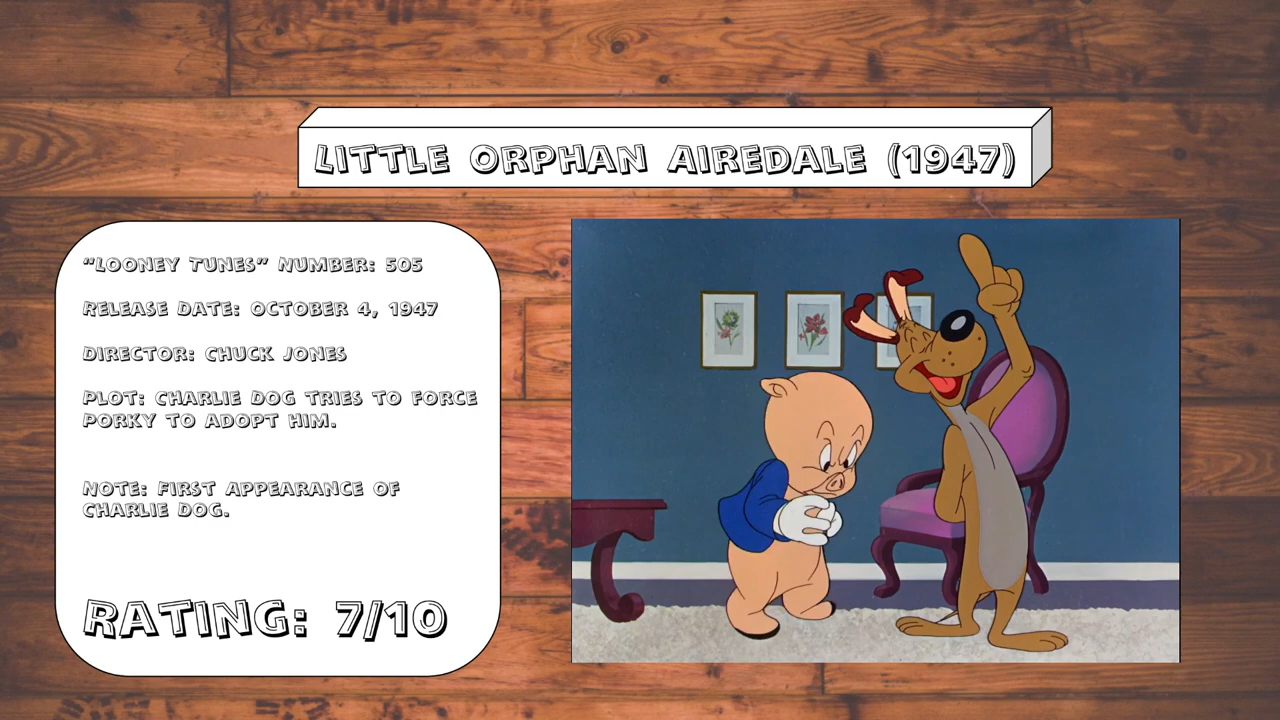 LITTLE ORPHAN AIREDALE (1947)
"LOONEY TUNES" NUMBER: 505
RELEASE DATE: OCTOBER 4, 1947
DIRECTOR: CHUCK JONES
PLOT: CHARLIE DOG TRIES TO FORCE
PORKY TO ADOPT HIM.
NOTE: FIRST APPEARANCE OF
CHARLIE DOG.
RATING: 7/10